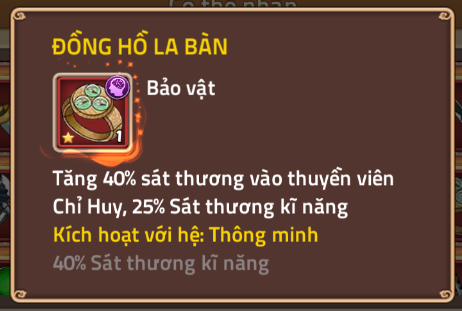 ĐỒNG HỒ LA BÀN
Bảo vật
1
Tăng 40% sát thương vào thuyền viên
Chỉ Huy, 25% Sát thương kĩ năng
Kích hoạt với hệ: Thông minh
40% Sát thương kĩ năng